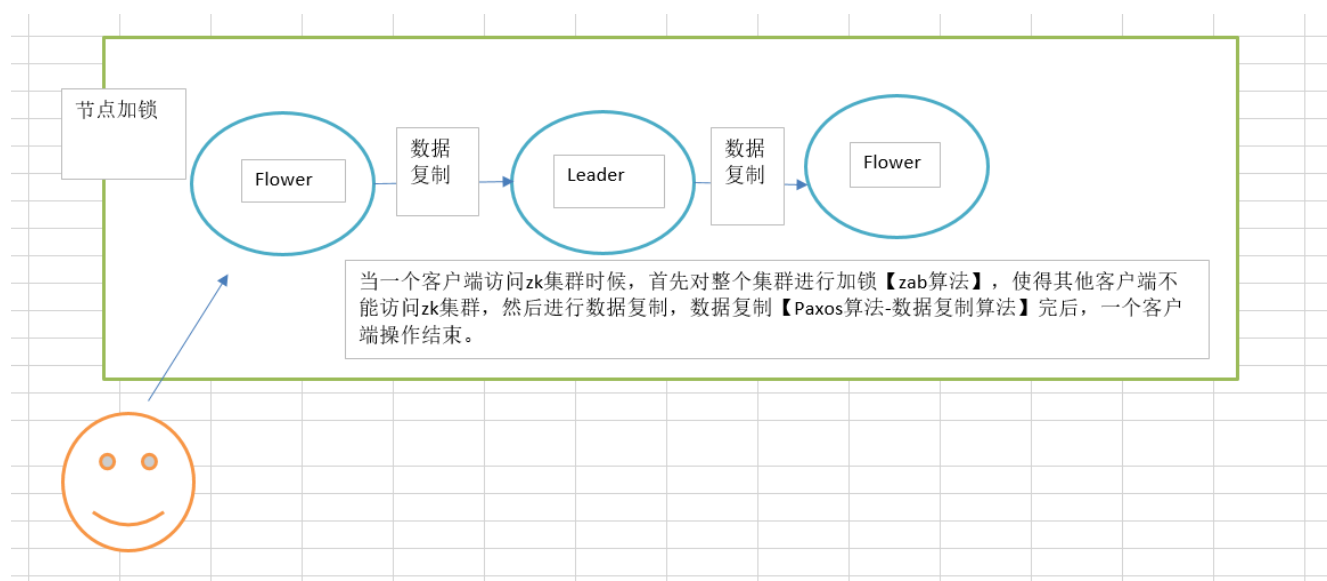 节点加锁
Flower
数据
复制
Leader
数据
复制
Flower
当一个客户端访问zk集群时候，首先对整个集群进行加锁【zab算法】，使得其他客户端不
能访问zk集群，然后进行数据复制，数据复制【Paxos算法-数据复制算法】完后，一个客户
端操作结束。